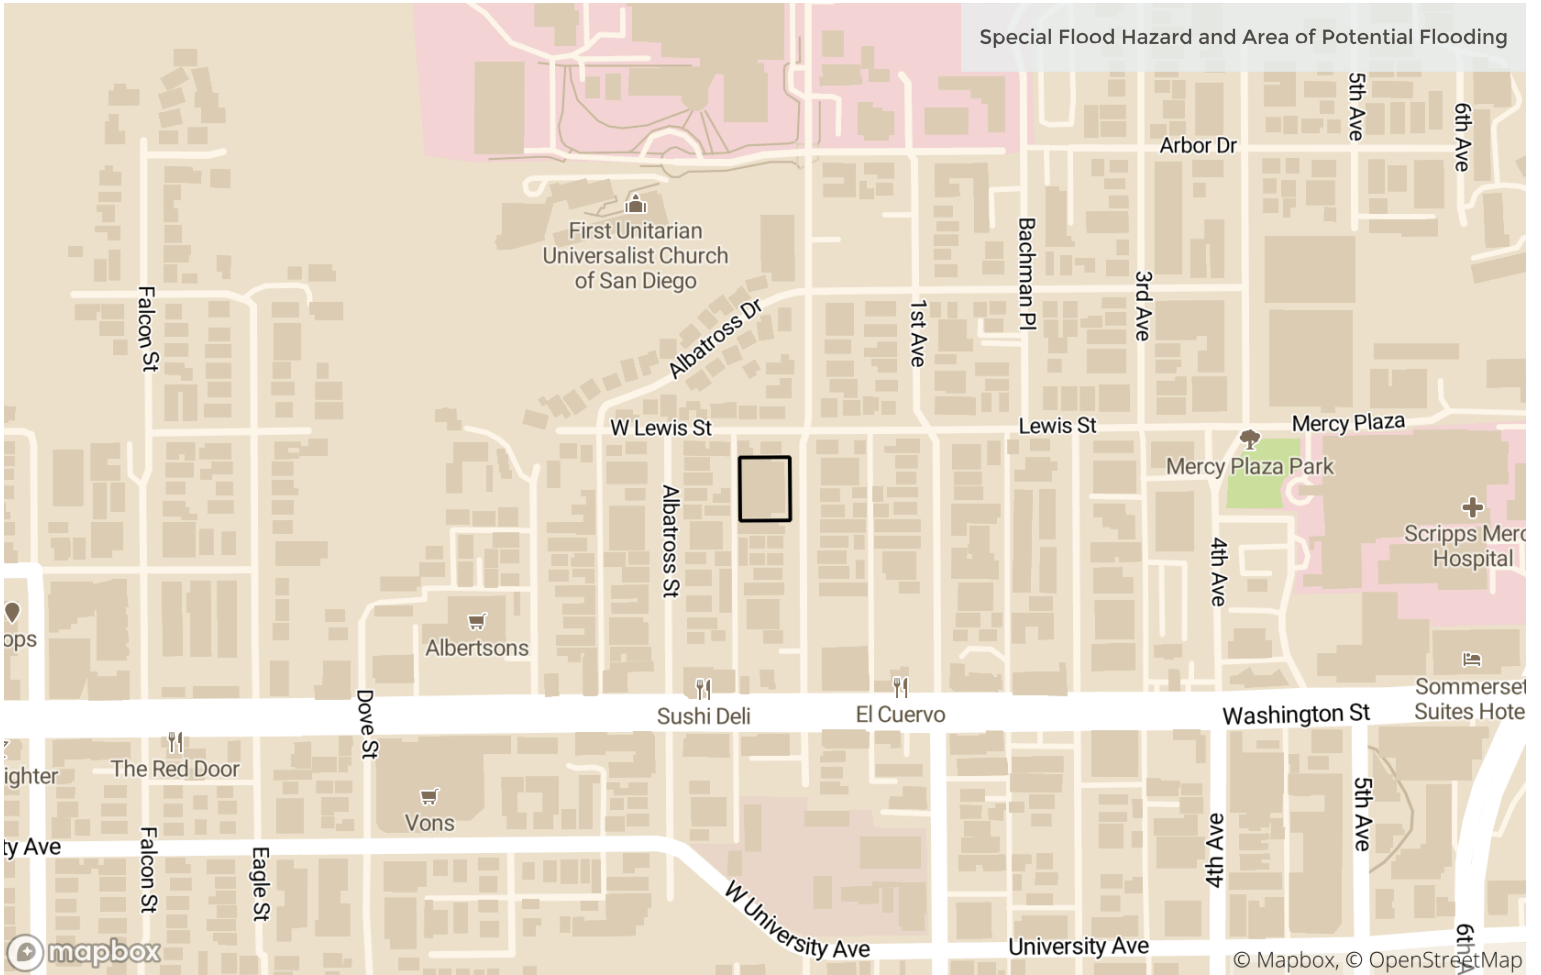 Special Flood Hazard and Area of Potential Flooding
5th Ave
6th Ave
Arbor Dr
First Unitarian
Universalist Church
of San Diego
Bachman Pl
3rd Ave
Falcon St
1st Ave
Albatross Dr
W Lewis St
Lewis St
Mercy Plaza
Mercy Plaza Park
Albatross St
Scripps Merc
Hospital
4th Ave
ops
Albertsons
Sommerset
Suites Hote
Dove St
Sushi Deli
El Cuervo
Washington St
The Red Door
ighter
Vons
5th Ave
4th Ave
ty Ave
Falcon St
Eagle St
W University Ave
University Ave
6th A
mapbox
© Mapbox, © OpenStreetMap